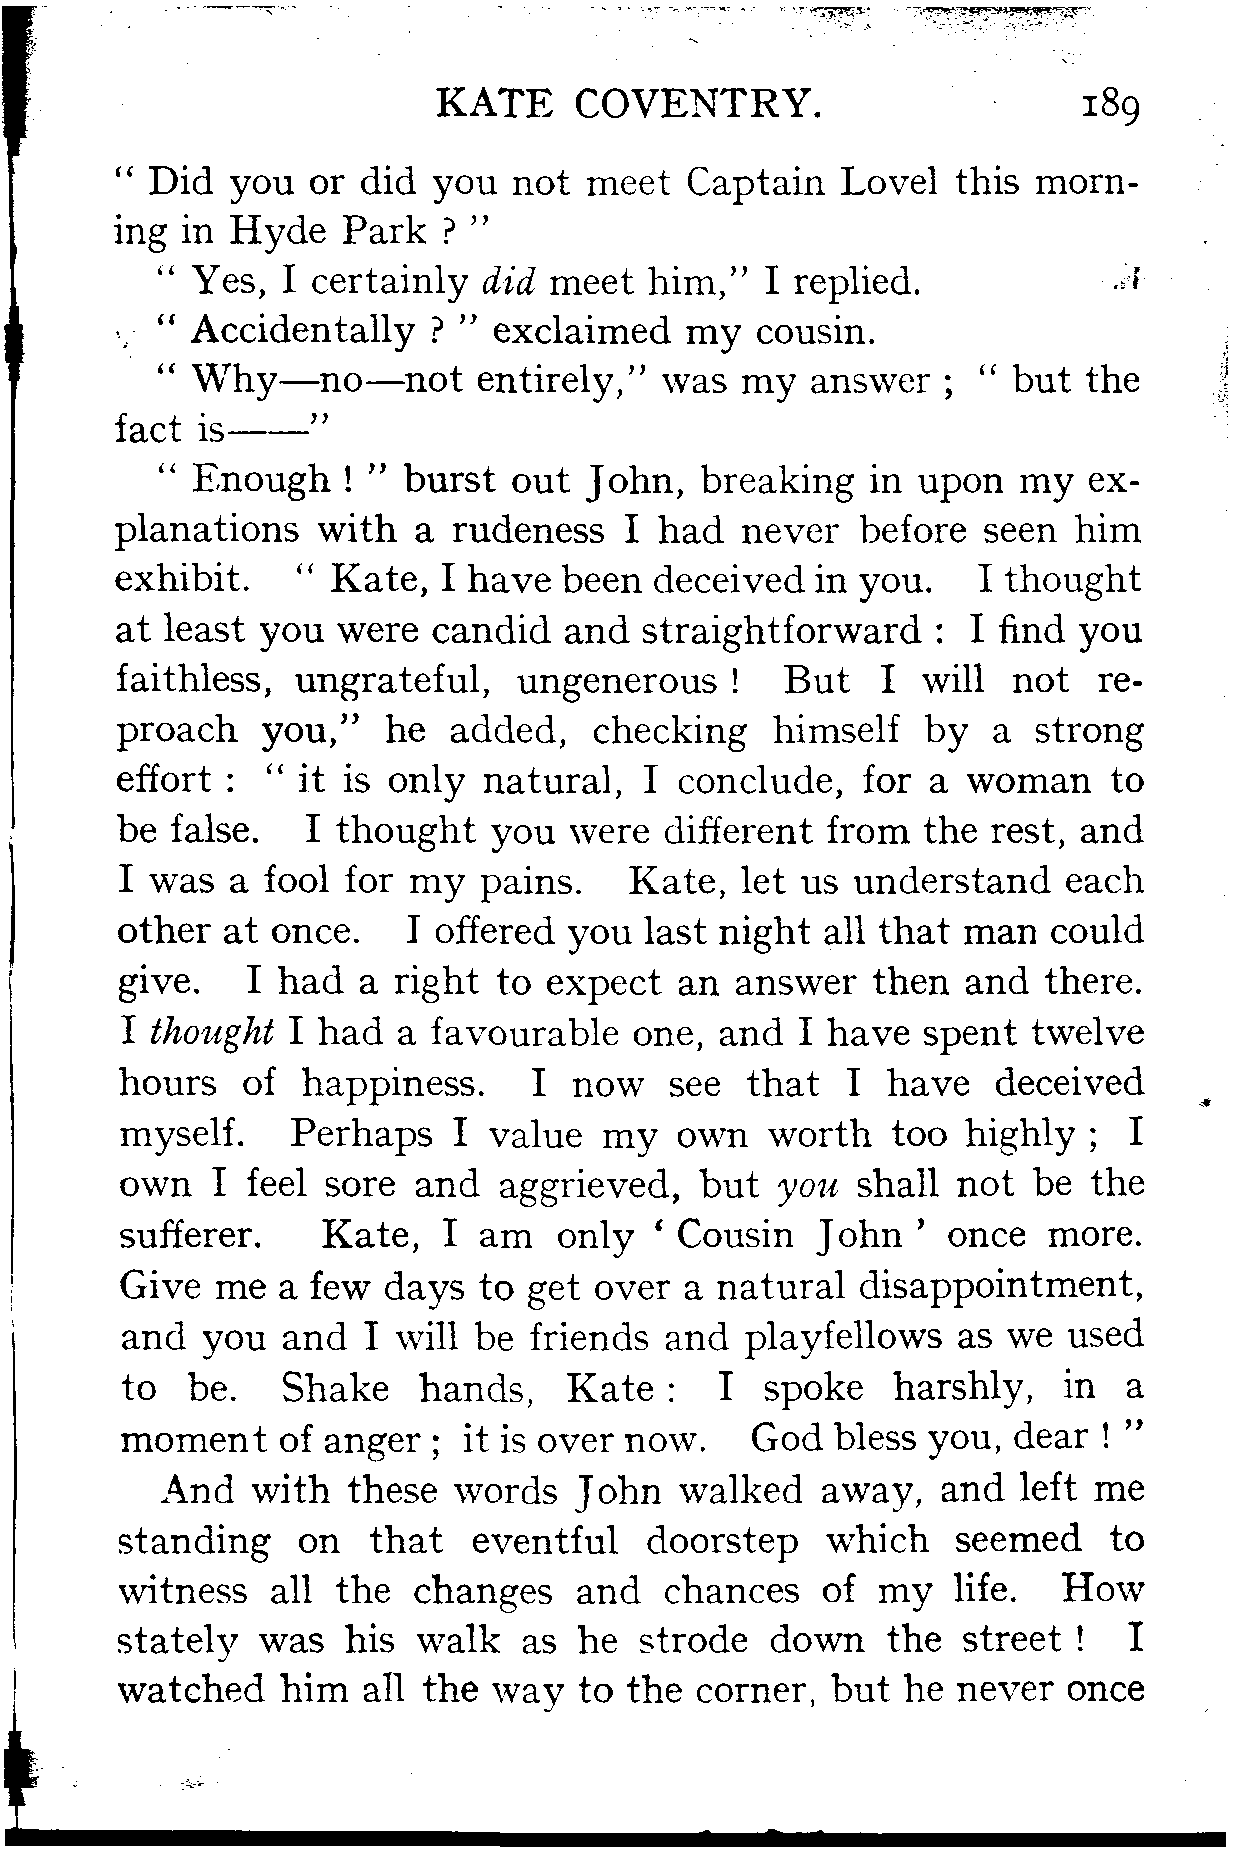 KATE COVENTRY. 189
“ Did you or did you not meet Captain Lovel this morn-
ing in Hyde Park ? ”
“ Yes, I certainly did meet him,” I replied.
“ Accidentally ? ” exclaimed my cousin.
“ Why—no—not entirely,” was my answer ; “ but the
fact is——”
“ Enough ! ” burst out John, breaking in upon my ex-
planations with a rudeness I had never before seen him
exhibit. “ Kate, I have been deceived in you. I thought
at least you were candid and straightforward : I find you
faithless, ungrateful, ungenerous ! But I will not re-
proach you,” he added, checking himself by a strong
effort : “ it is only natural, I conclude, for a woman to
be false. I thought you were different from the rest, and
I was a fool for my pains. Kate, let us understand each
other at once. I offered you last night all that man could
give. I had a right to expect an answer then and there.
I thought I had a favourable one, and I have spent twelve
hours of happiness. I now see that I have deceived
myself. Perhaps I value my own worth too highly ; I
own I feel sore and aggrieved, but you shall not be the
sufferer. Kate, I am only ‘ Cousin John ’ once more.
Give me a few days to get over a natural disappointment,
and you and I will be friends and playfellows as we used
to be. Shake hands, Kate : I spoke harshly, in a
moment of anger ; it is over now. God bless you, dear ! ”
And with these words John walked away, and left me
standing on that eventful doorstep which seemed to
witness all the changes and chances of my life. How
stately was his walk as he strode down the street ! I
watched him all the way to the corner, but he never once